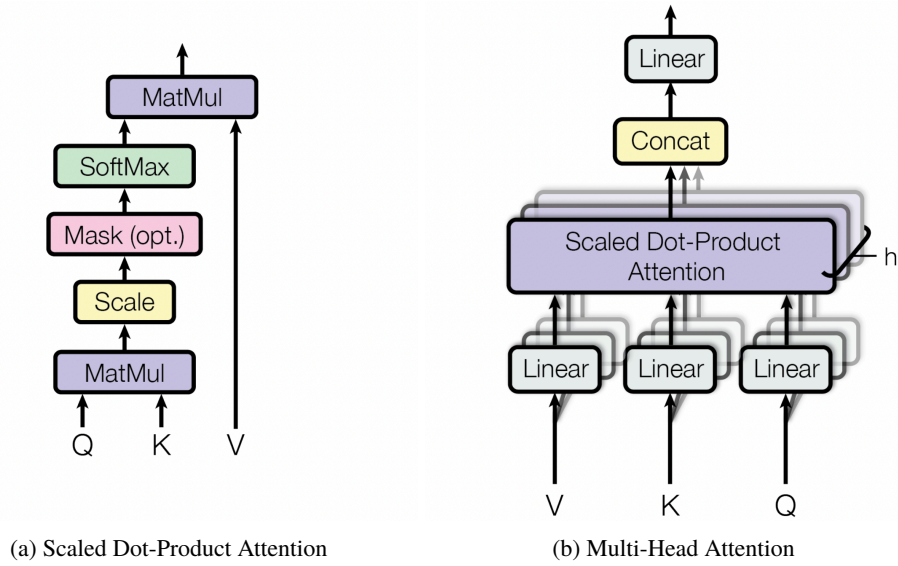 MatMul
SoftMax
Mask (opt.)
Scale
MatMul
Q K V
(a) Scaled Dot-Product Attention
Linear
Concat
Scaled Dot-Product
Attention
h
Linear Linear Linear
V K Q
(b) Multi-Head Attention